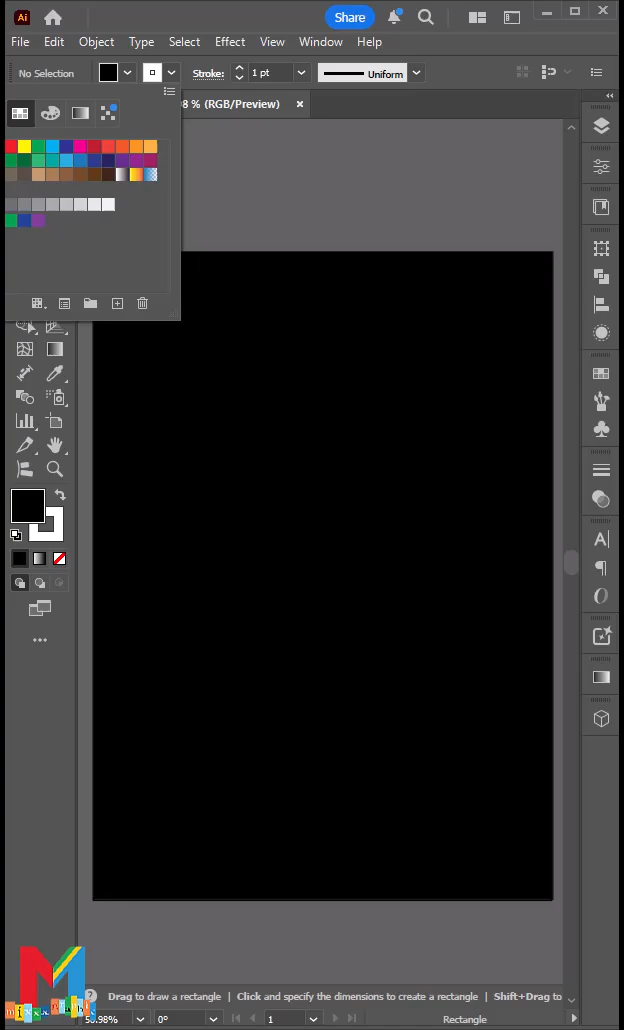 Ai
Share
File Edit Object Type Select Effect View Window Help
No Selection Stroke: 1 pt Uniform
8 % (RGB/Preview)
Drag to draw a rectangle | Click and specify the dimensions to create a rectangle | Shift+Drag to
0° 1 Rectangle